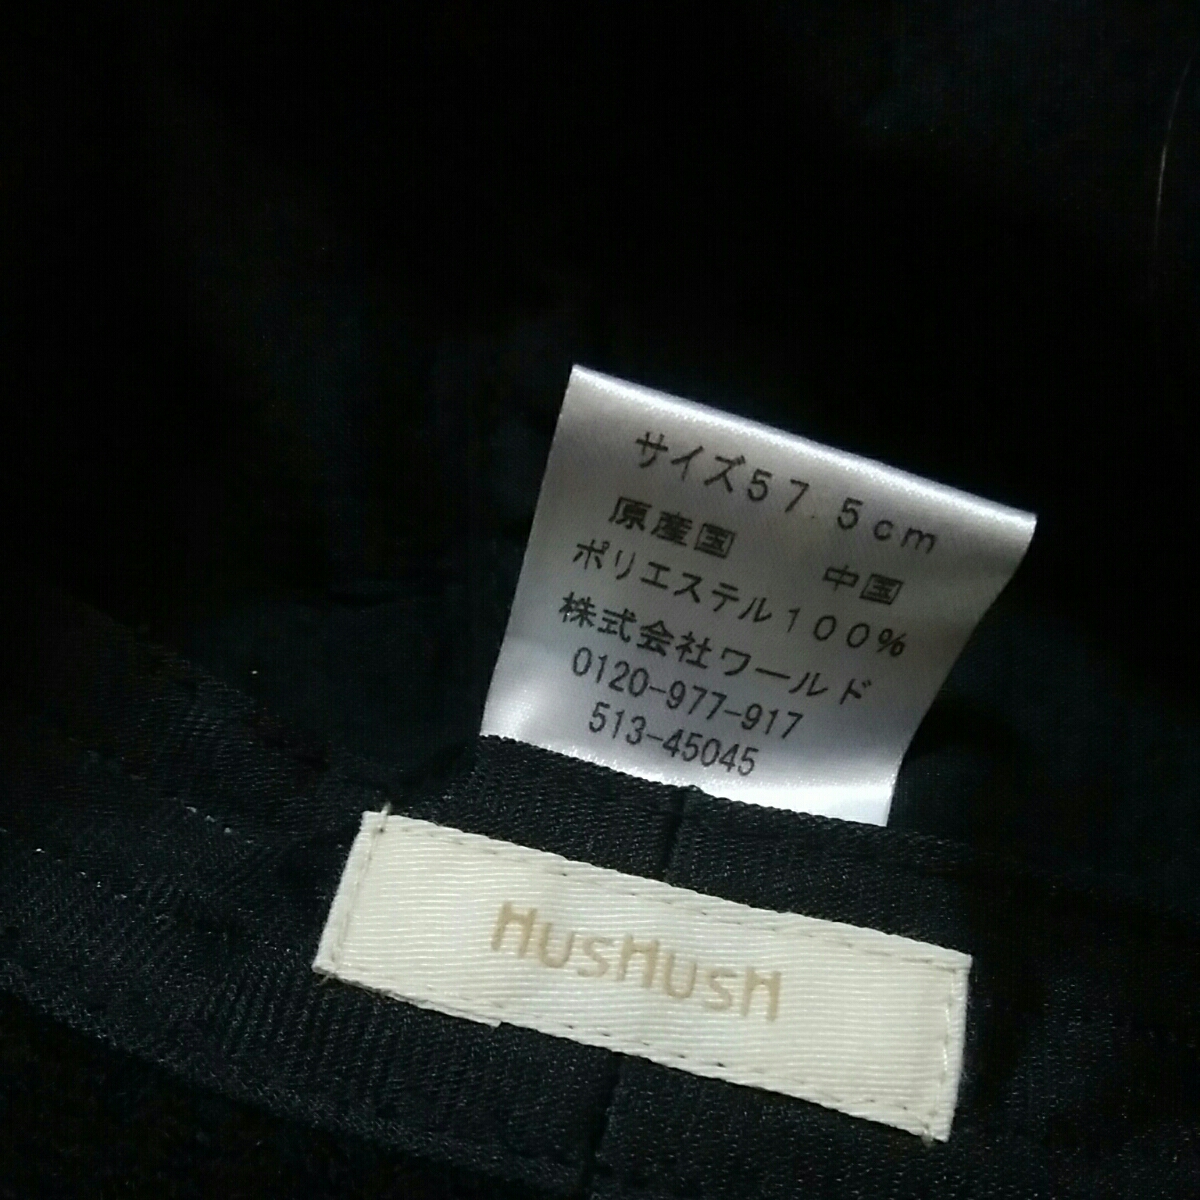 サイズ57.5cm
原産国　中国
ポリエステル100%
株式会社ワールド
0120-977-917
513-45045
HusHusH